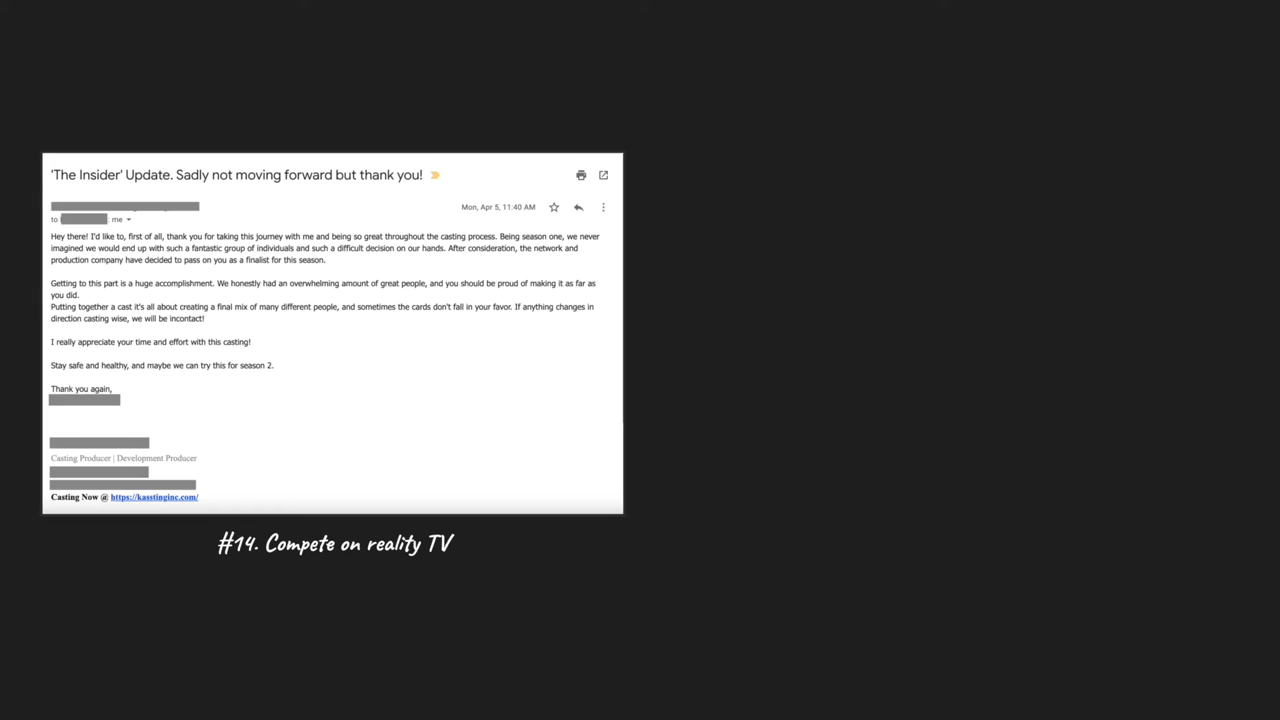 'The Insider' Update. Sadly not moving forward but thank you!
Mon, Apr 5, 11:40 AM
to : me
Hey there! I'd like to, first of all, thank you for taking this journey with me and being so great throughout the casting process. Being season one, we never
imagined we would end up with such a fantastic group of individuals and such a difficult decision on our hands. After consideration, the network and
production company have decided to pass on you as a finalist for this season.
Getting to this part is a huge accomplishment. We honestly had an overwhelming amount of great people, and you should be proud of making it as far as
you did.
Putting together a cast it's all about creating a final mix of many different people, and sometimes the cards don't fall in your favor. If anything changes in
direction casting wise, we will be incontact!
I really appreciate your time and effort with this casting!
Stay safe and healthy, and maybe we can try this for season 2.
Thank you again,
Casting Producer | Development Producer
Casting Now @ https://kasstinginc.com/
#14. Compete on reality TV